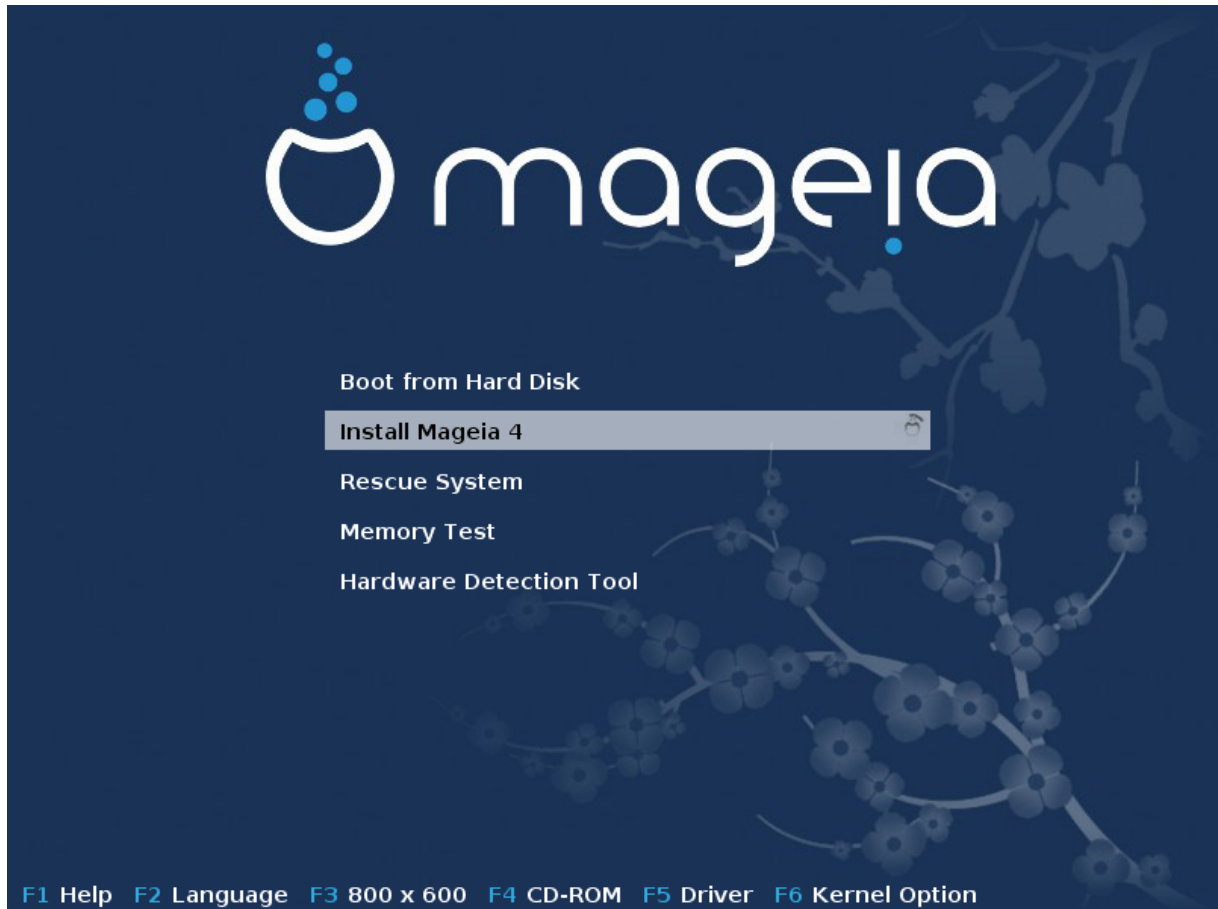 mageia
Boot from Hard Disk
Install Mageia 4
Rescue System
Memory Test
Hardware Detection Tool
F1 Help F2 Language F3 800 x 600 F4 CD-ROM F5 Driver F6 Kernel Option